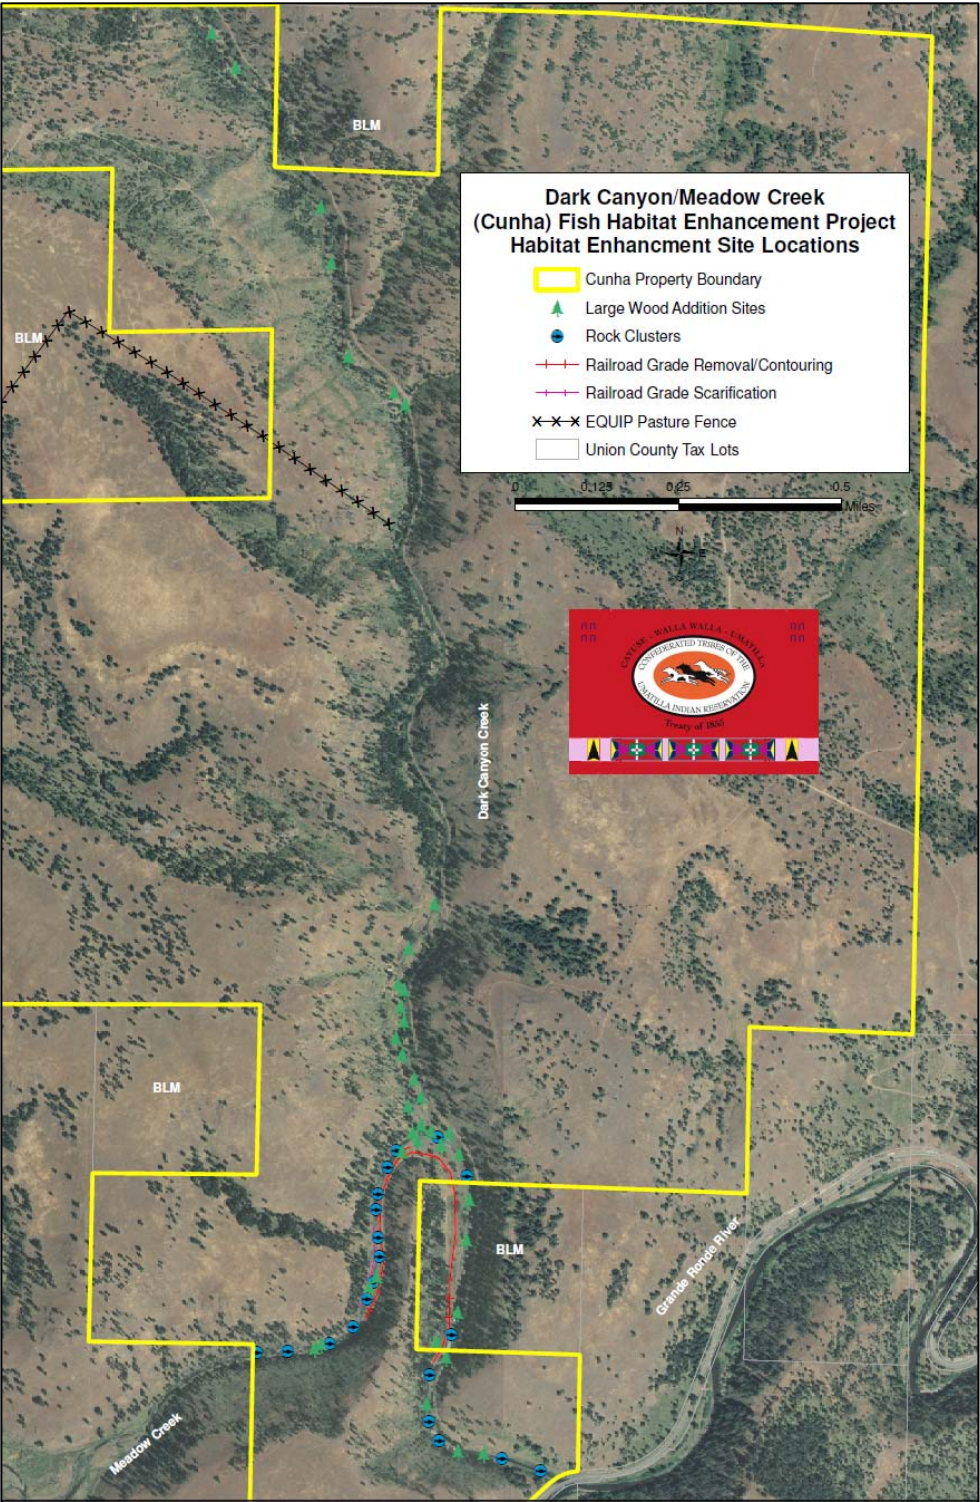 BLM
Dark Canyon/Meadow Creek
(Cunha) Fish Habitat Enhancement Project
Habitat Enhancment Site Locations
Cunha Property Boundary
Large Wood Addition Sites
Rock Clusters
Railroad Grade Removal/Contouring
Railroad Grade Scarification
EQUIP Pasture Fence
Union County Tax Lots
BLM
0 0.125 0.25 0.5
Miles
N
E
S
CAYUSE - WALLA WALLA - UMATILLA
CONFEDERATED TRIBES OF THE
UMATILLA INDIAN RESERVATION
Treaty of 1855
Dark Canyon Creek
BLM
BLM
Grande Ronde River
Meadow Creek